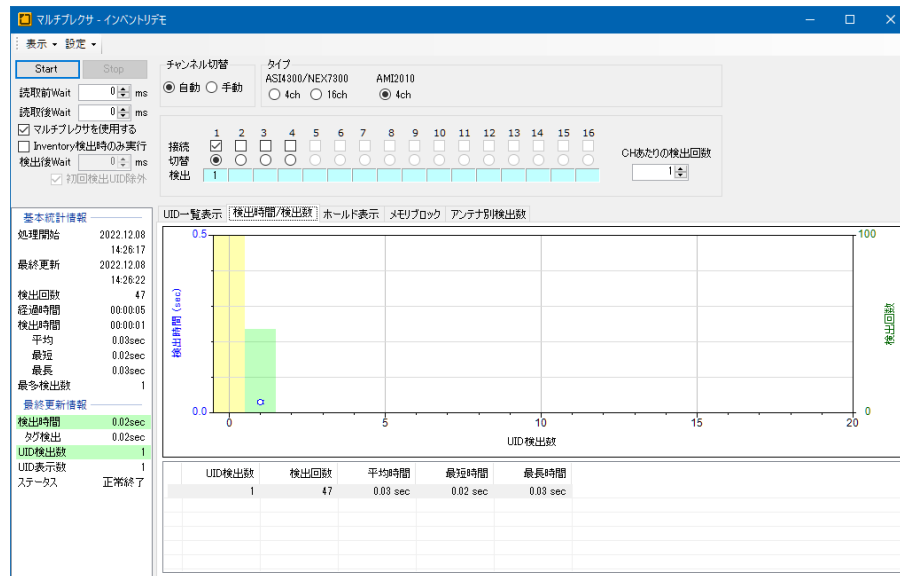 マルチプレクサ - インベントリデモ
表示 設定
Start Stop
読取前Wait 0 ms
読取後Wait 0 ms
マルチプレクサを使用する
Inventory検出時のみ実行
検出後Wait 0 ms
初回検出UID除外
チャンネル切替
自動 手動
タイプ
ASI4300/NEX7300 AMI2010
4ch 16ch 4ch
1 2 3 4 5 6 7 8 9 10 11 12 13 14 15 16
接続
切替
検出 1
CHあたりの検出回数
1
基本統計情報
処理開始 2022.12.08
14:26:17
最終更新 2022.12.08
14:26:22
検出回数 47
経過時間 00:00:05
検出時間 00:00:01
平均 0.03sec
最短 0.02sec
最長 0.03sec
最多検出数 1
最終更新情報
検出時間 0.02sec
タグ検出 0.02sec
UID検出数 1
UID表示数 1
ステータス 正常終了
UID一覧表示 検出時間/検出数 ホールド表示 メモリブロック アンテナ別検出数
0.5 100
検出時間 (sec)
検出回数
0.0 0
0 5 10 15 20
UID検出数
UID検出数 検出回数 平均時間 最短時間 最長時間
1 47 0.03 sec 0.02 sec 0.03 sec